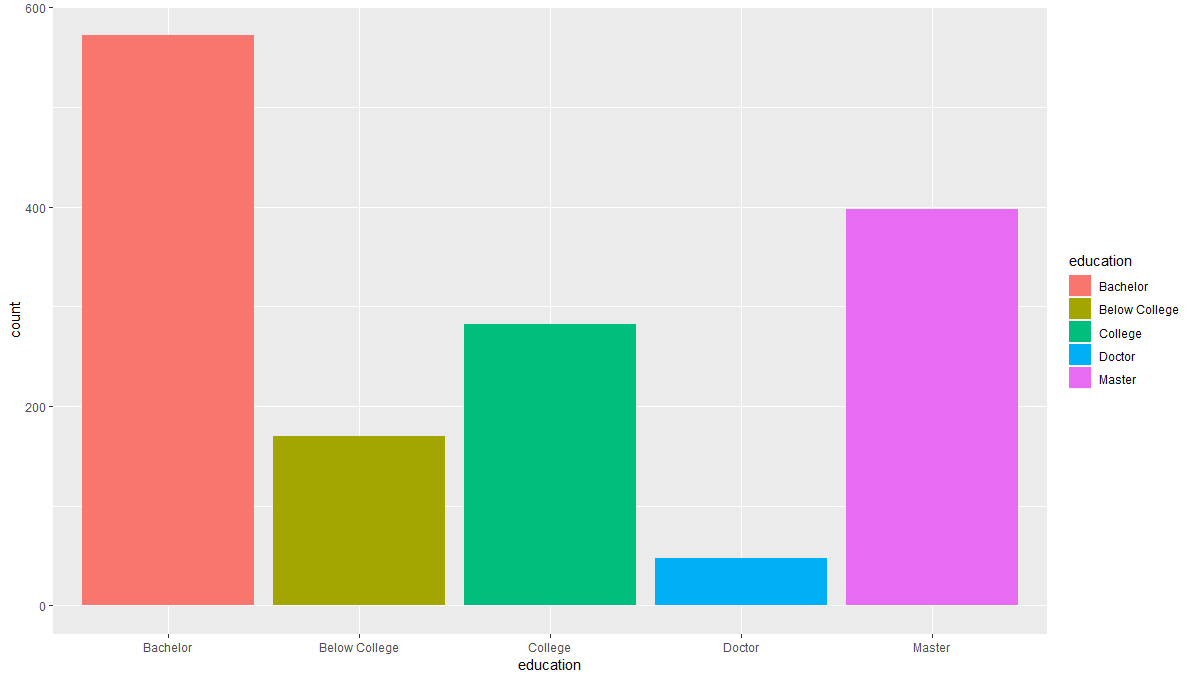 600
400
200
0
count
Bachelor
Below College
College
Doctor
Master
education
education
Bachelor
Below College
College
Doctor
Master